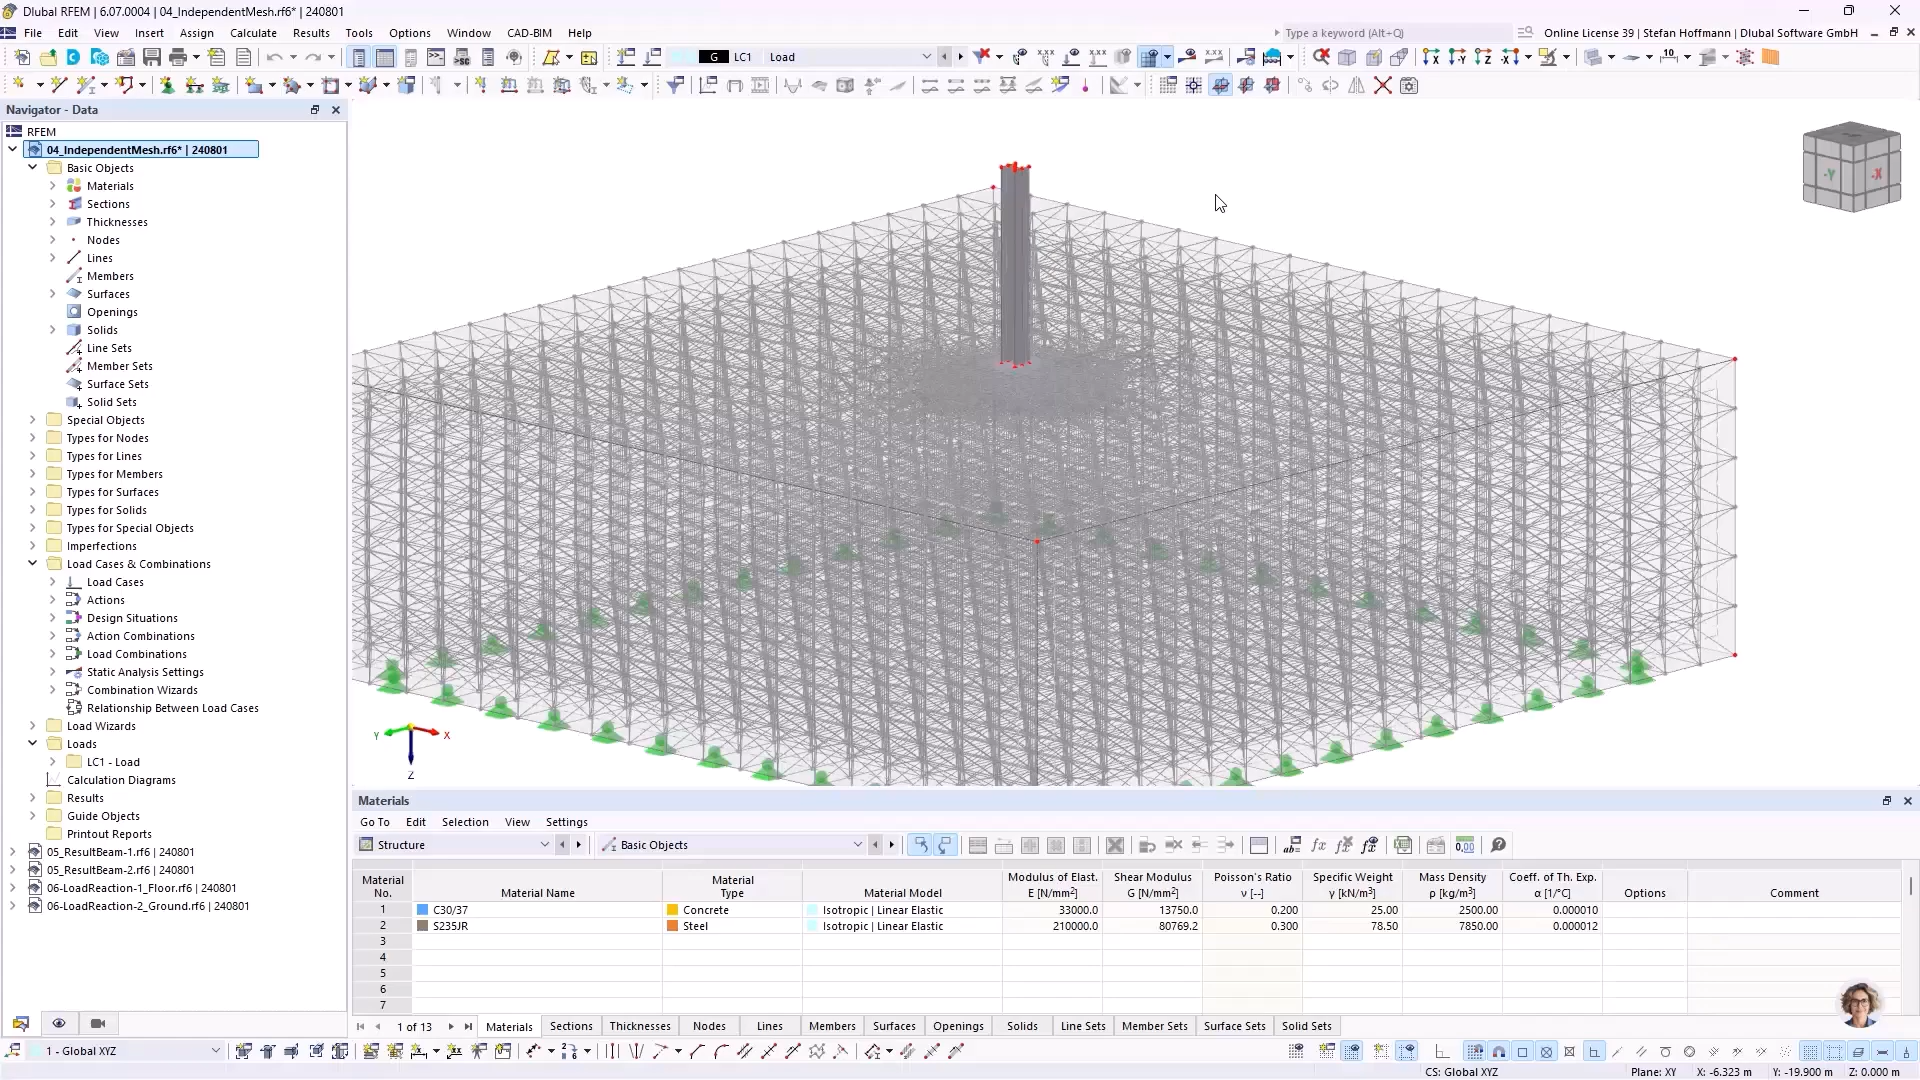 Dlubal RFEM | 6.07.0004 | 04_IndependentMesh.rf6* | 240801
File Edit View Insert Assign Calculate Results Tools Options Window CAD-BIM Help
Type a keyword (Alt+Q)
Online License 39 | Stefan Hoffmann | Dlubal Software GmbH
G LC1 Load
Navigator - Data
RFEM
04_IndependentMesh.rf6* | 240801
Basic Objects
Materials
Sections
Thicknesses
Nodes
Lines
Members
Surfaces
Openings
Solids
Line Sets
Member Sets
Surface Sets
Solid Sets
Special Objects
Types for Nodes
Types for Lines
Types for Members
Types for Surfaces
Types for Solids
Types for Special Objects
Imperfections
Load Cases & Combinations
Load Cases
Actions
Design Situations
Action Combinations
Load Combinations
Static Analysis Settings
Combination Wizards
Relationship Between Load Cases
Load Wizards
Loads
LC1 - Load
Calculation Diagrams
Results
Guide Objects
Printout Reports
05_ResultBeam-1.rf6 | 240801
05_ResultBeam-2.rf6 | 240801
06-LoadReaction-1_Floor.rf6 | 240801
06-LoadReaction-2_Ground.rf6 | 240801
-Y -X
Y X
Z
Materials
Go To Edit Selection View Settings
Structure Basic Objects
Material No. Material Name Material Type Material Model Modulus of Elast. E [N/mm²] Shear Modulus G [N/mm²] Poisson's Ratio ν [--] Specific Weight γ [kN/m³] Mass Density ρ [kg/m³] Coeff. of Th. Exp. α [1/°C] Options Comment
1 C30/37 Concrete Isotropic | Linear Elastic 33000.0 13750.0 0.200 25.00 2500.00 0.000010
2 S235JR Steel Isotropic | Linear Elastic 210000.0 80769.2 0.300 78.50 7850.00 0.000012
3
4
5
6
7
1 of 13 Materials Sections Thicknesses Nodes Lines Members Surfaces Openings Solids Line Sets Member Sets Surface Sets Solid Sets
1 - Global XYZ
CS: Global XYZ Plane: XY X: -6.323 m Y: -19.900 m Z: 0.000 m